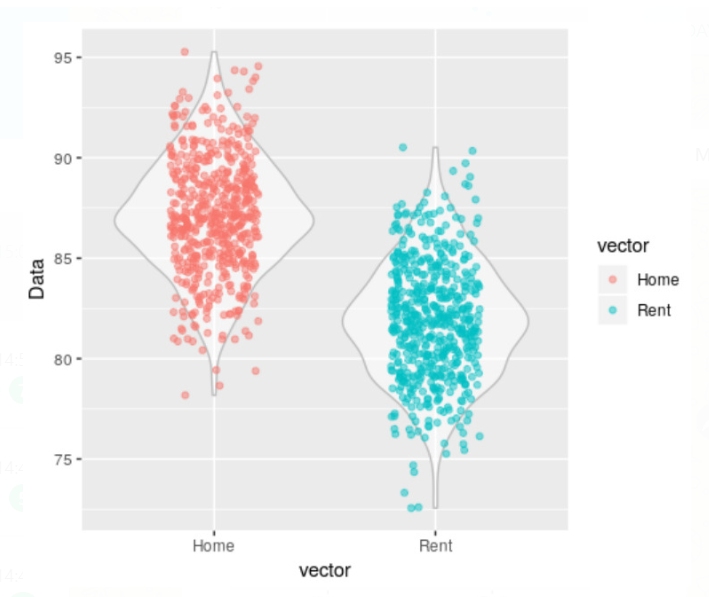 95
90
85
80
75
Data
Home
Rent
vector
vector
Home
Rent